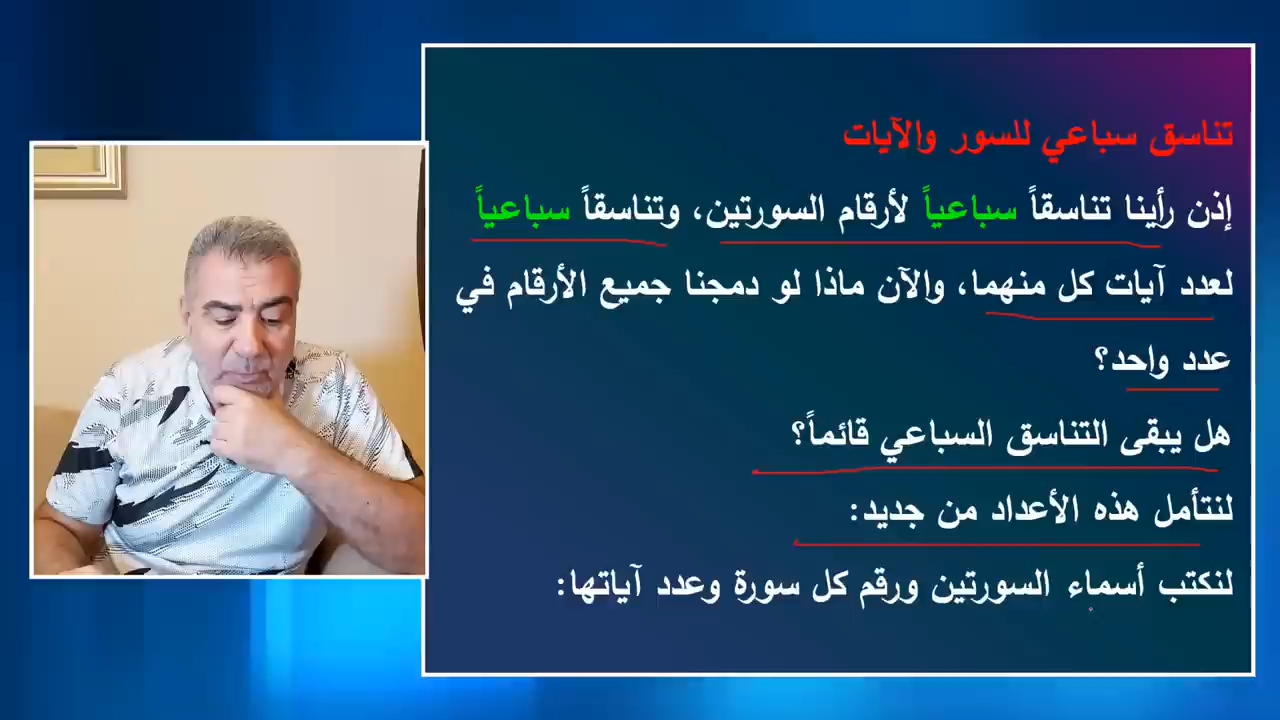 تناسق سباعي للسور والآيات
إذن رأينا تناسقاً سباعياً لأرقام السورتين، وتناسقاً سباعياً
لعدد آيات كل منهما، والآن ماذا لو دمجنا جميع الأرقام في
عدد واحد؟
هل يبقى التناسق السباعي قائماً؟
لنتأمل هذه الأعداد من جديد:
لنكتب أسماء السورتين ورقم كل سورة وعدد آياتها: